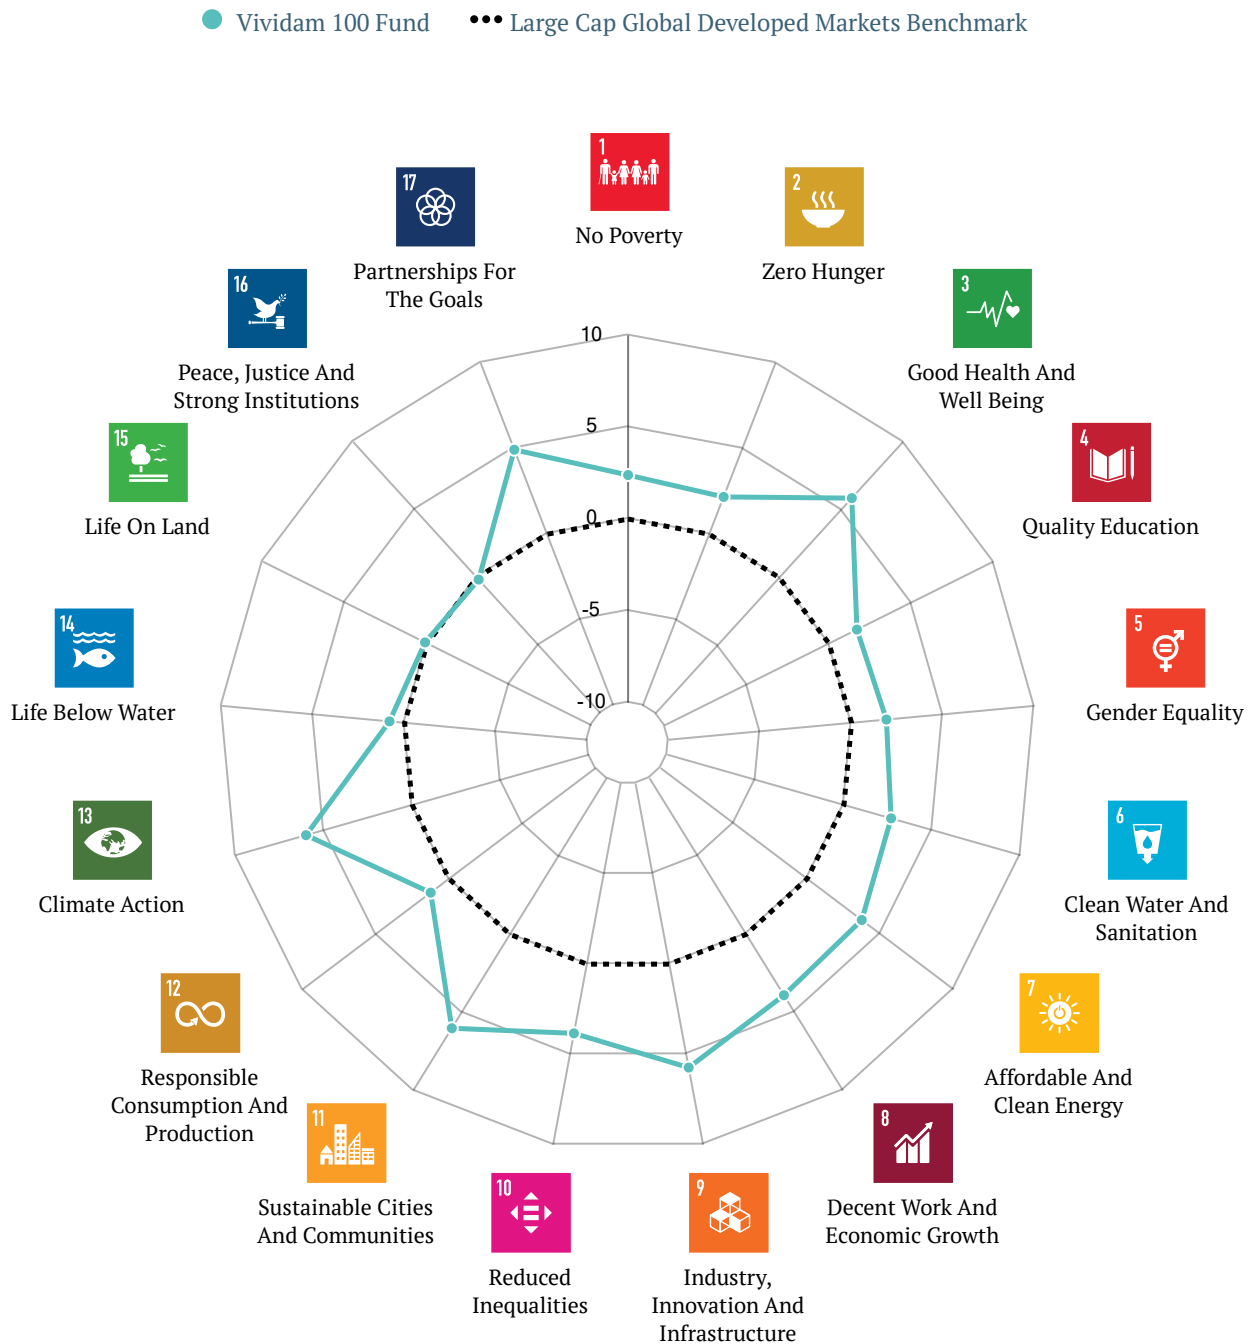 Vividam 100 Fund
Large Cap Global Developed Markets Benchmark
1
No Poverty
2
Zero Hunger
3
Good Health And
Well Being
4
Quality Education
5
Gender Equality
6
Clean Water And
Sanitation
7
Affordable And
Clean Energy
8
Decent Work And
Economic Growth
9
Industry,
Innovation And
Infrastructure
10
Reduced
Inequalities
11
Sustainable Cities
And Communities
12
Responsible
Consumption And
Production
13
Climate Action
14
Life Below Water
15
Life On Land
16
Peace, Justice And
Strong Institutions
17
Partnerships For
The Goals
10
5
0
-5
-10